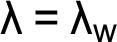 λ = λw